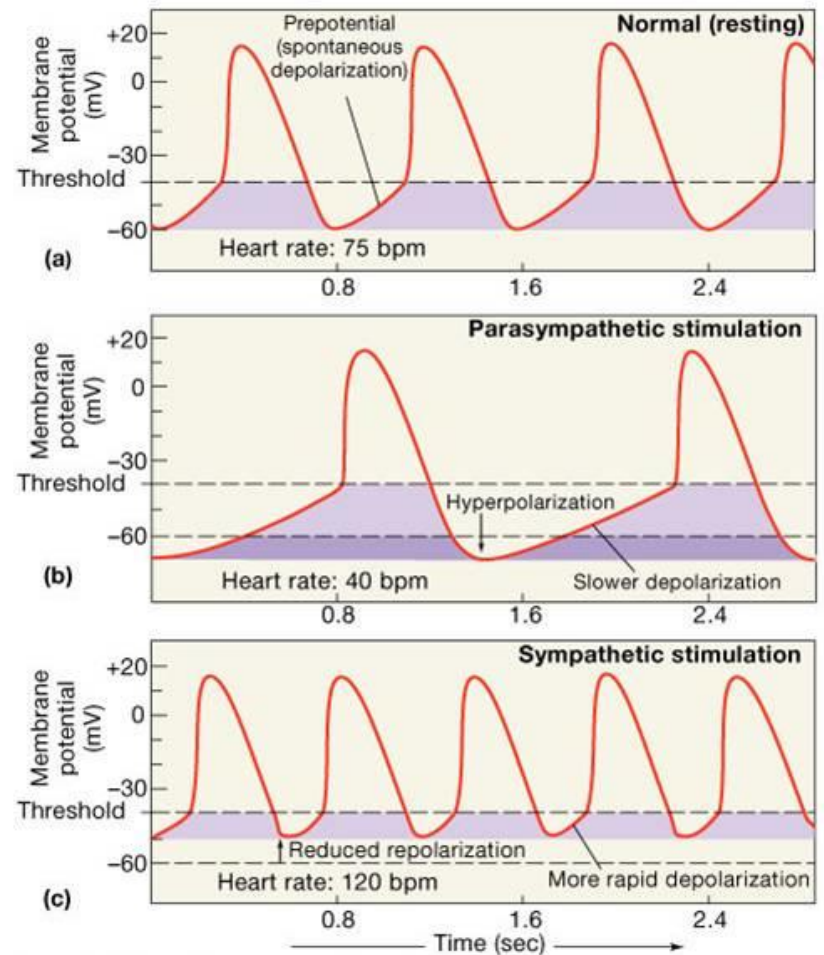 Normal (resting)
Prepotential
(spontaneous
depolarization)
Membrane
potential
(mV)
+20
0
−30
Threshold
−60
(a)
Heart rate: 75 bpm
0.8
1.6
2.4
Parasympathetic stimulation
Membrane
potential
(mV)
+20
0
−30
Threshold
Hyperpolarization
−60
(b)
Heart rate: 40 bpm
Slower depolarization
0.8
1.6
2.4
Sympathetic stimulation
Membrane
potential
(mV)
+20
0
−30
Threshold
Reduced repolarization
−60
(c)
Heart rate: 120 bpm
More rapid depolarization
0.8
1.6
2.4
Time (sec)